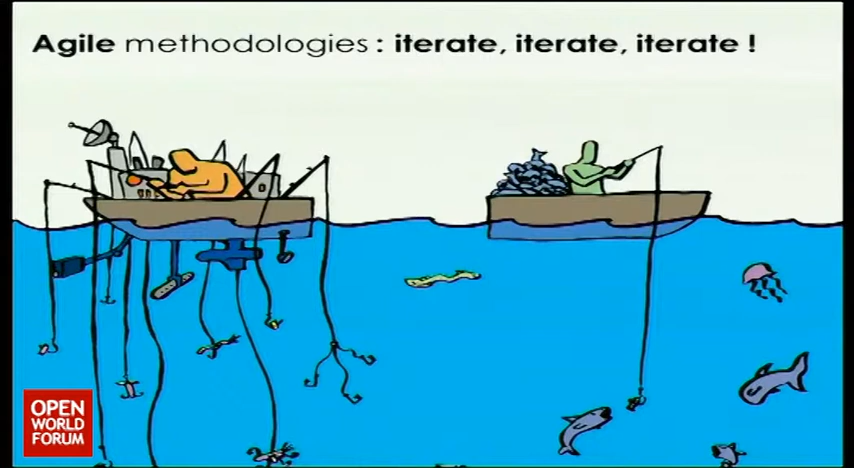 Agile methodologies : iterate, iterate, iterate !
OPEN
WORLD
FORUM